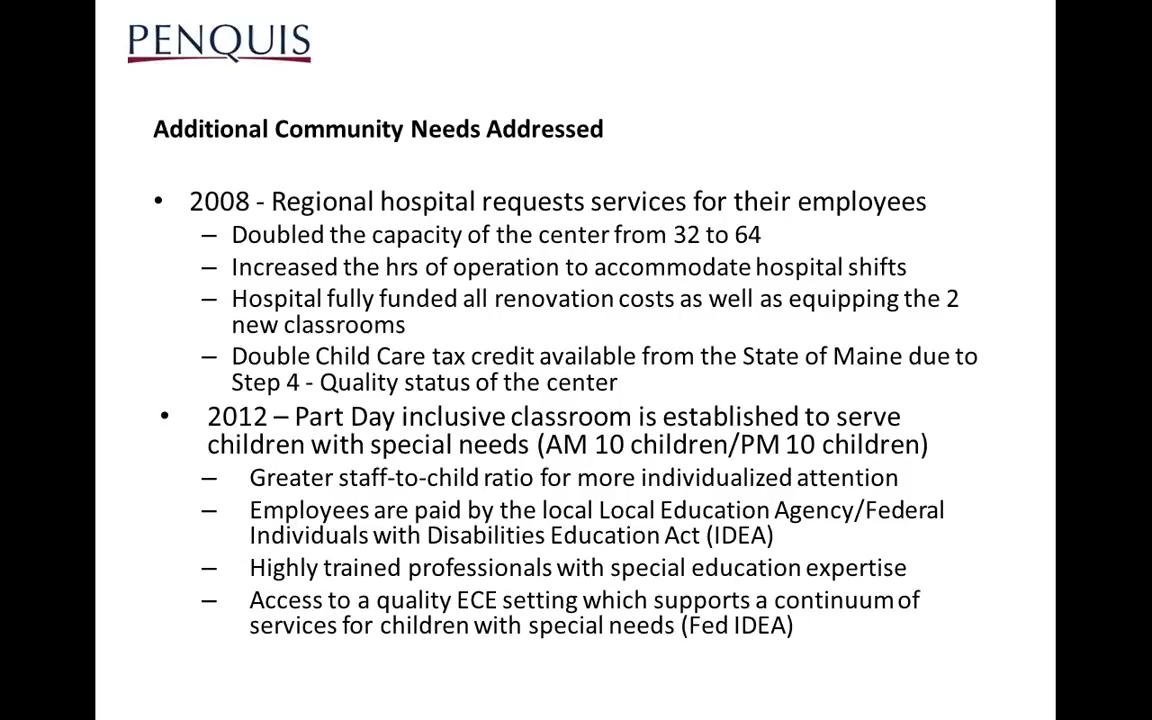 PENQUIS
Additional Community Needs Addressed
• 2008 - Regional hospital requests services for their employees
– Doubled the capacity of the center from 32 to 64
– Increased the hrs of operation to accommodate hospital shifts
– Hospital fully funded all renovation costs as well as equipping the 2
new classrooms
– Double Child Care tax credit available from the State of Maine due to
Step 4 - Quality status of the center
• 2012 – Part Day inclusive classroom is established to serve
children with special needs (AM 10 children/PM 10 children)
– Greater staff-to-child ratio for more individualized attention
– Employees are paid by the local Local Education Agency/Federal
Individuals with Disabilities Education Act (IDEA)
– Highly trained professionals with special education expertise
– Access to a quality ECE setting which supports a continuum of
services for children with special needs (Fed IDEA)